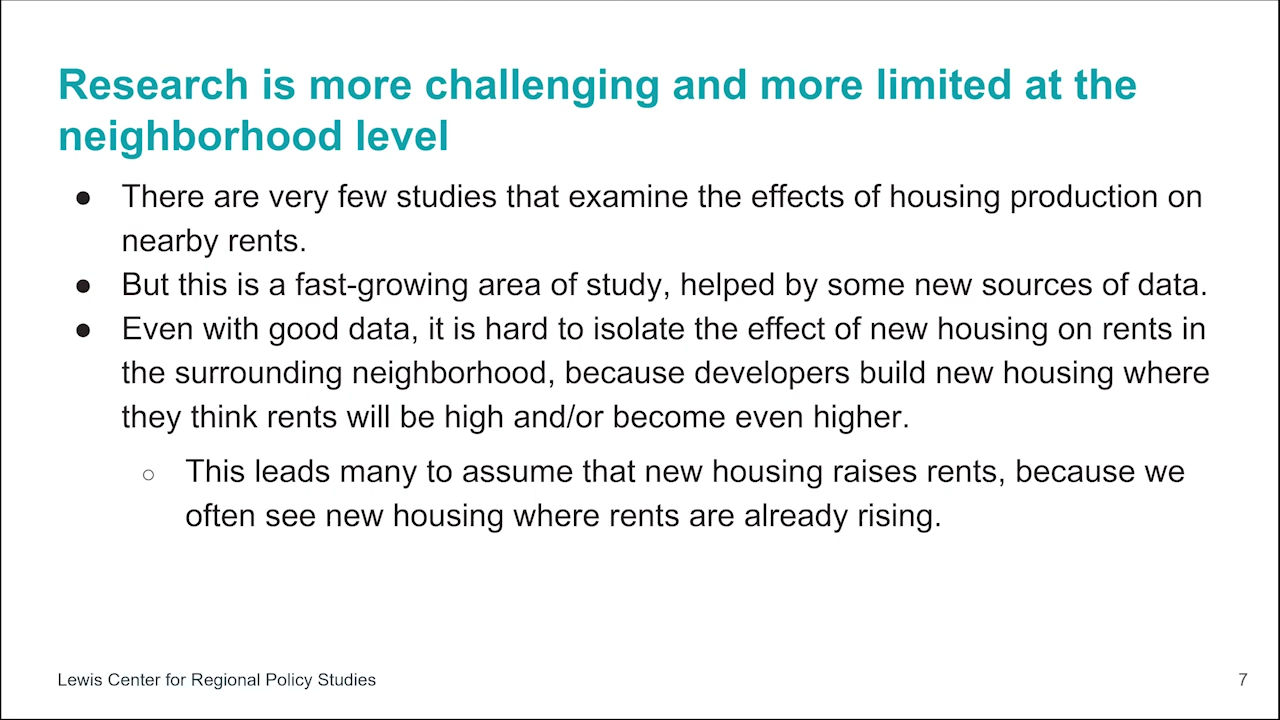 Research is more challenging and more limited at the
neighborhood level
● There are very few studies that examine the effects of housing production on
nearby rents.
● But this is a fast-growing area of study, helped by some new sources of data.
● Even with good data, it is hard to isolate the effect of new housing on rents in
the surrounding neighborhood, because developers build new housing where
they think rents will be high and/or become even higher.
○ This leads many to assume that new housing raises rents, because we
often see new housing where rents are already rising.
Lewis Center for Regional Policy Studies
7